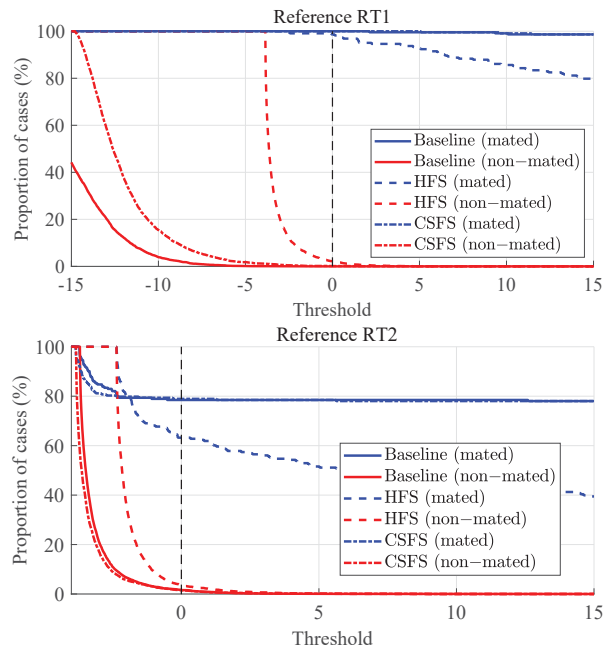 Reference RT1
Proportion of cases (%)
100
80
60
40
20
0
Baseline (mated)
Baseline (non−mated)
HFS (mated)
HFS (non−mated)
CSFS (mated)
CSFS (non−mated)
-15 -10 -5 0 5 10 15
Threshold
Reference RT2
Proportion of cases (%)
100
80
60
40
20
0
Baseline (mated)
Baseline (non−mated)
HFS (mated)
HFS (non−mated)
CSFS (mated)
CSFS (non−mated)
0 5 10 15
Threshold